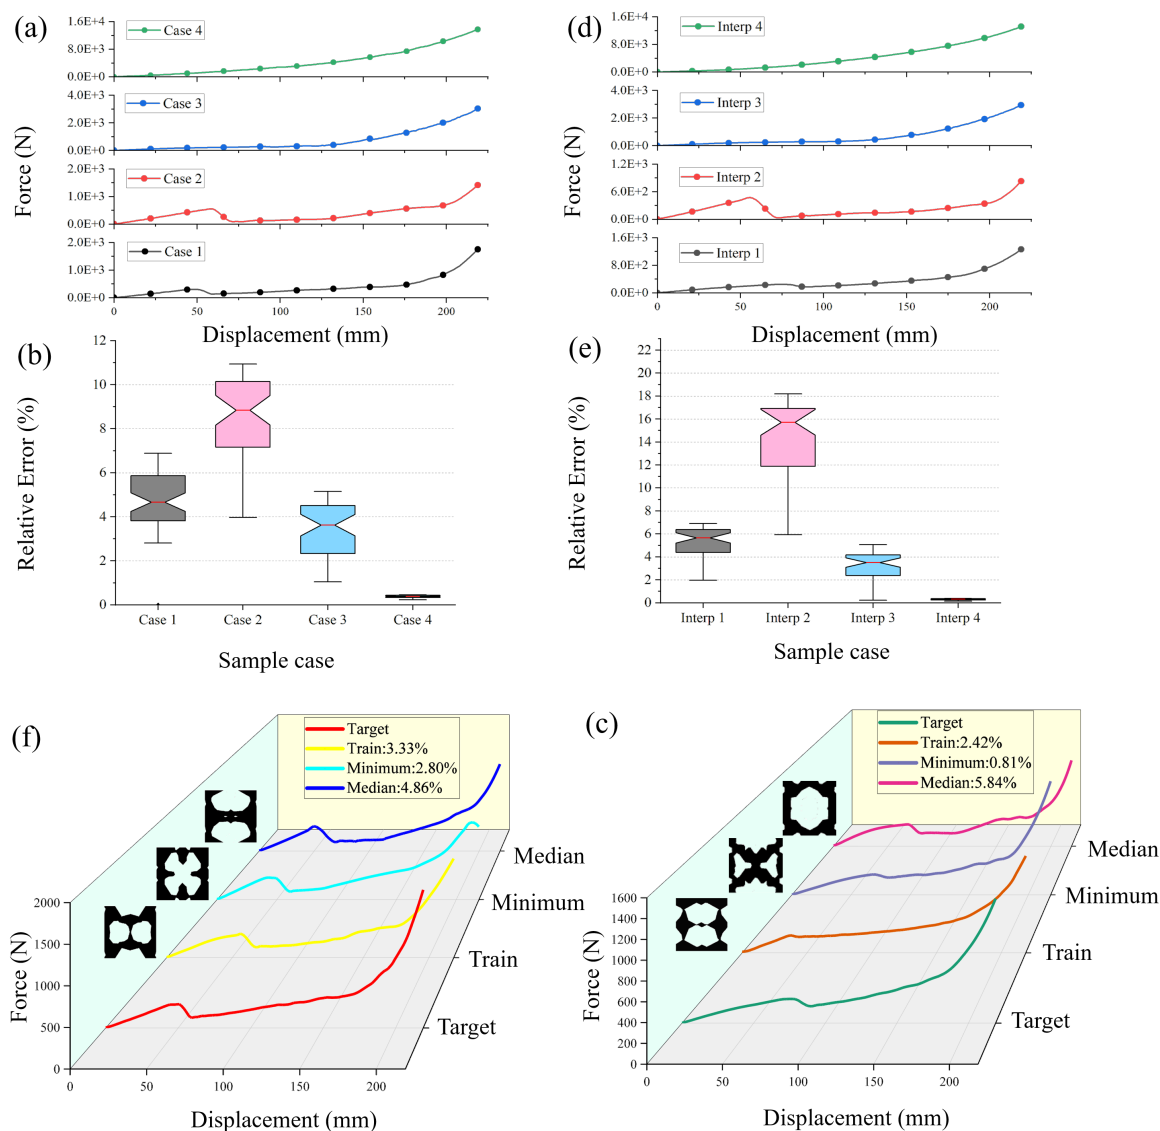 (a)
Force (N)
1.6E+4
8.0E+3
0.0E+0
Case 4
4.0E+3
2.0E+3
0.0E+0
Case 3
2.0E+3
1.0E+3
0.0E+0
Case 2
2.0E+3
1.0E+3
0.0E+0
Case 1
0 50 100 150 200
Displacement (mm)
(d)
Force (N)
1.6E+4
8.0E+3
0.0E+0
Interp 4
4.0E+3
2.0E+3
0.0E+0
Interp 3
1.2E+3
6.0E+2
0.0E+0
Interp 2
1.6E+3
8.0E+2
0.0E+0
Interp 1
0 50 100 150 200
Displacement (mm)
(b)
Relative Error (%)
12
10
8
6
4
2
0
Case 1 Case 2 Case 3 Case 4
Sample case
(e)
Relative Error (%)
22
20
18
16
14
12
10
8
6
4
2
0
Interp 1 Interp 2 Interp 3 Interp 4
Sample case
(f)
Target
Train:3.33%
Minimum:2.80%
Median:4.86%
Median
Minimum
Train
Target
Force (N)
2000
1500
1000
500
0
0 50 100 150 200
Displacement (mm)
(c)
Target
Train:2.42%
Minimum:0.81%
Median:5.84%
Median
Minimum
Train
Target
Force (N)
1600
1400
1200
1000
800
600
400
200
0
0 50 100 150 200
Displacement (mm)